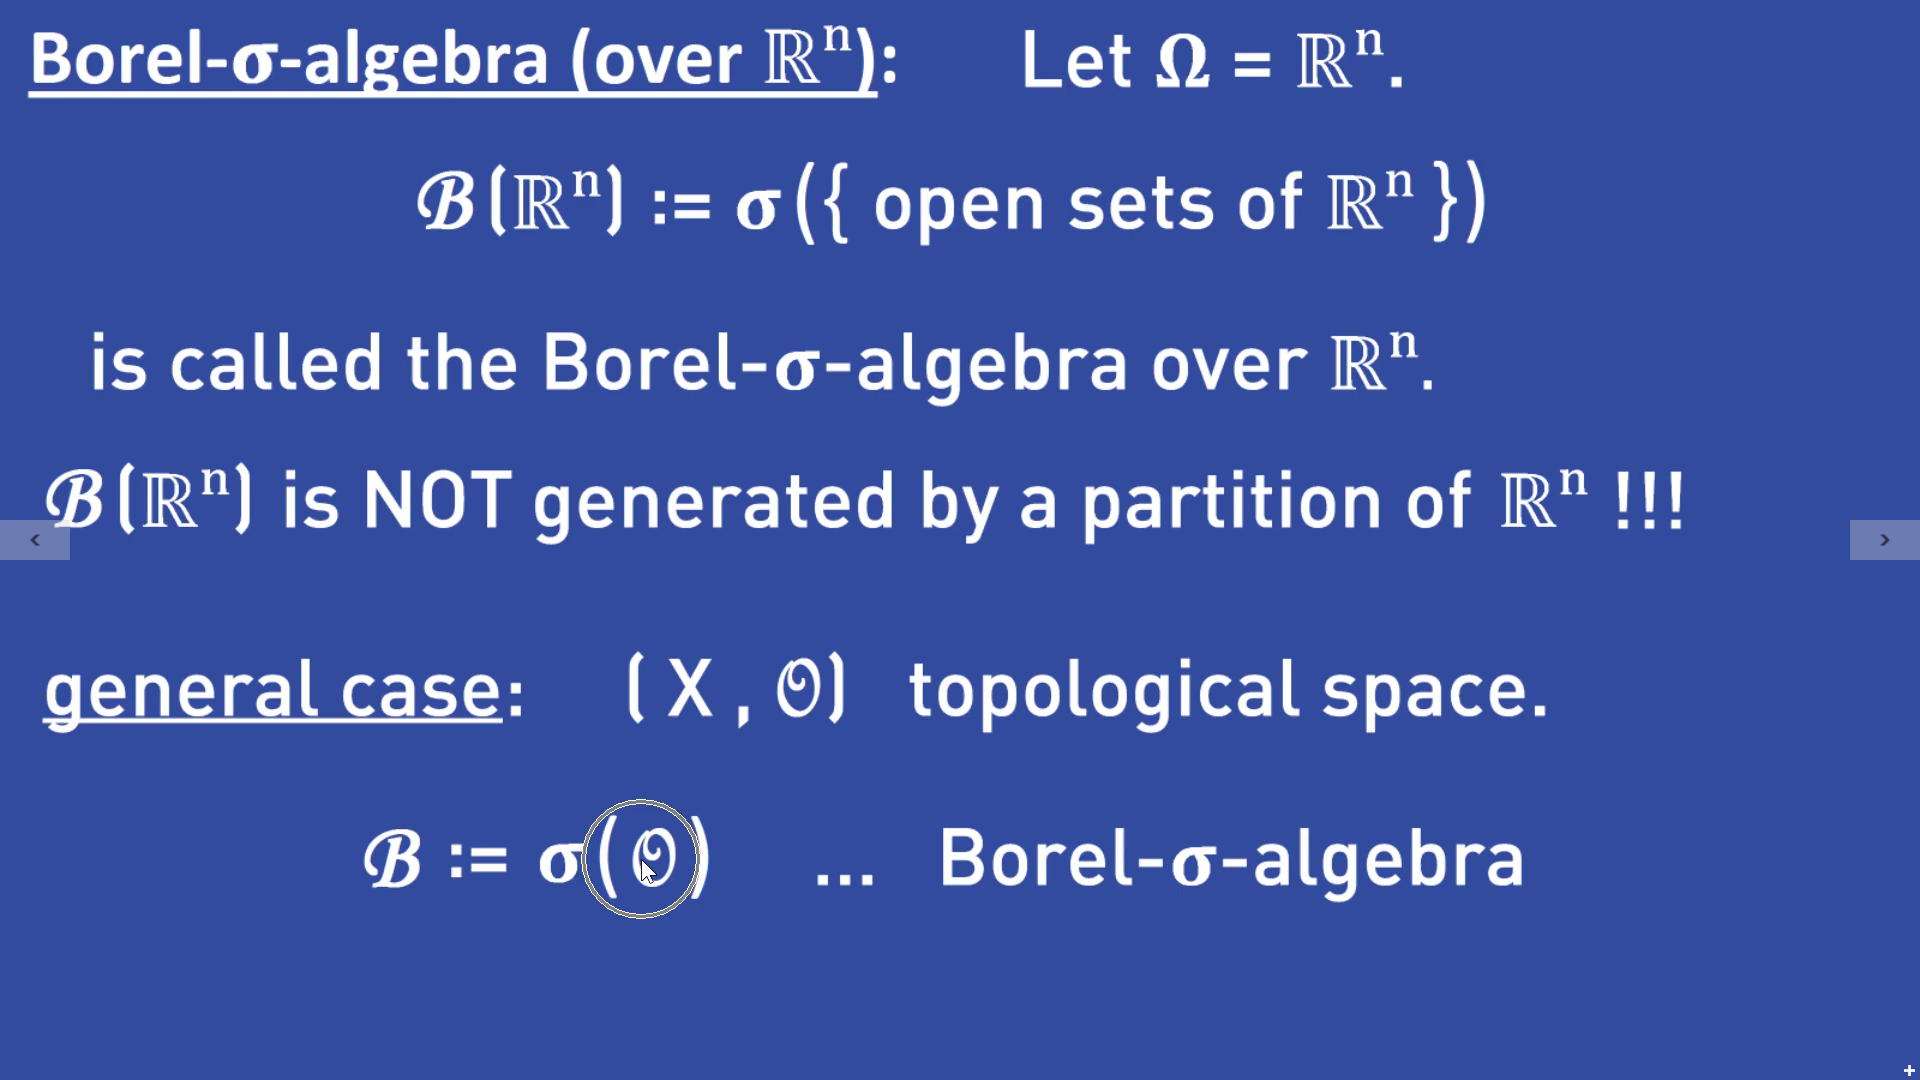 Borel-σ-algebra (over ℝⁿ): Let Ω = ℝⁿ.
ℬ(ℝⁿ) := σ({ open sets of ℝⁿ })
is called the Borel-σ-algebra over ℝⁿ.
ℬ(ℝⁿ) is NOT generated by a partition of ℝⁿ !!!
general case: ( X , 𝒪) topological space.
ℬ := σ(𝒪) ... Borel-σ-algebra